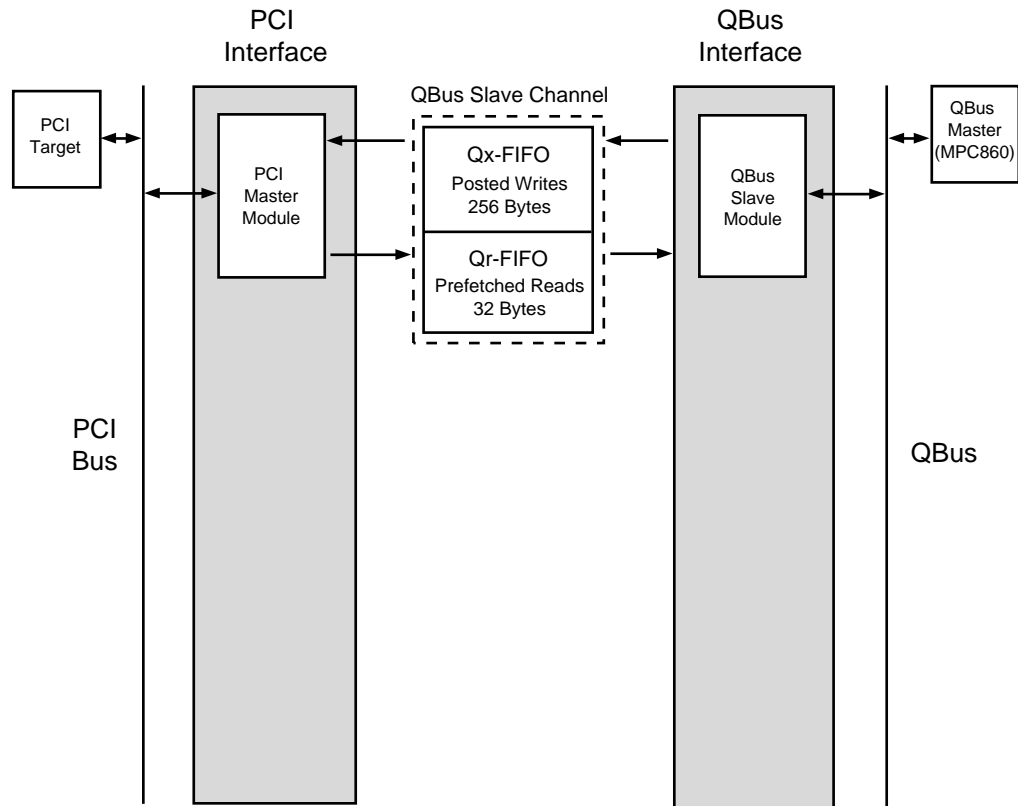 PCI
Interface
QBus
Interface
QBus Slave Channel
PCI
Target
PCI
Master
Module
Qx-FIFO
Posted Writes
256 Bytes
Qr-FIFO
Prefetched Reads
32 Bytes
QBus
Slave
Module
QBus
Master
(MPC860)
PCI
Bus
QBus